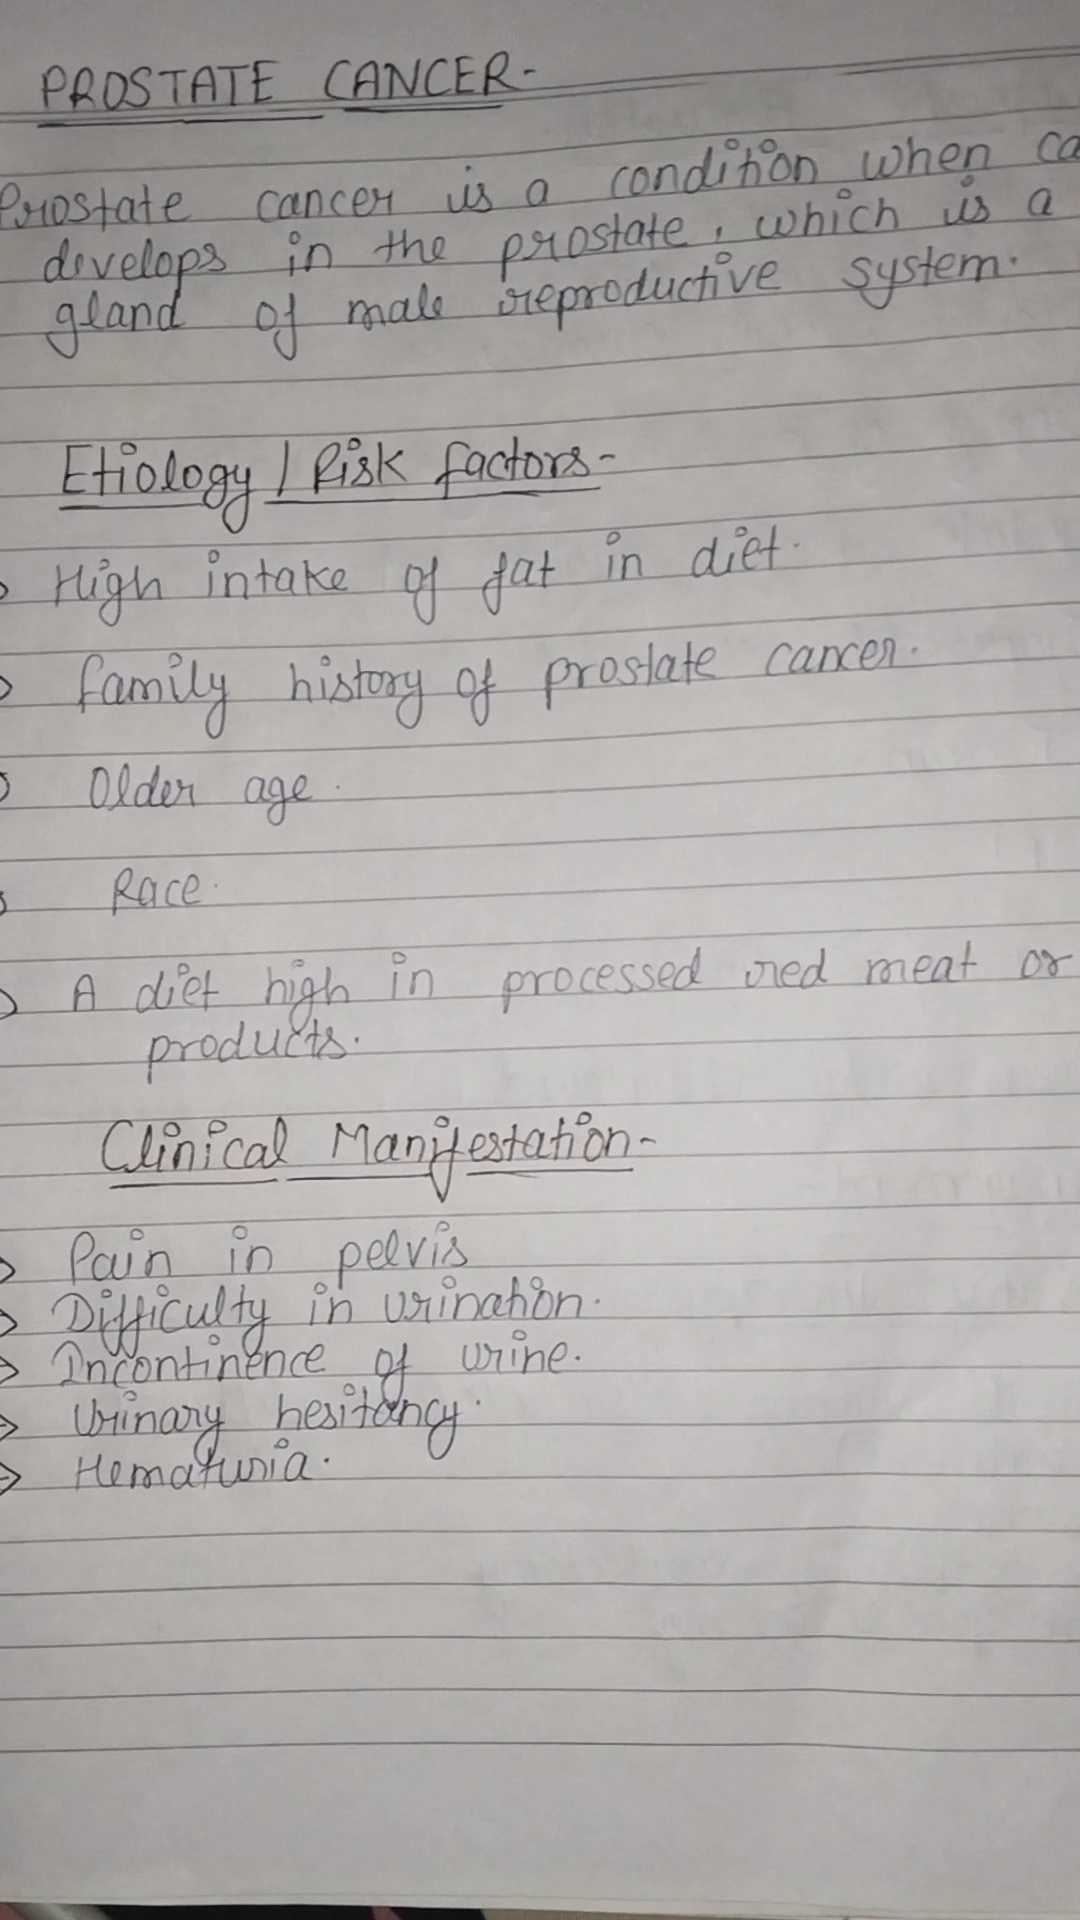 PROSTATE CANCER-
Prostate cancer is a condition when ca
develops in the prostate, which is a
gland of male reproductive system.
Etiology / Risk factors-
High intake of fat in diet.
family history of prostate cancer.
Older age.
Race.
A diet high in processed red meat or
products.
Clinical Manifestation-
Pain in pelvis
Difficulty in urination.
Incontinence of urine.
Urinary hesitancy.
Hematuria.